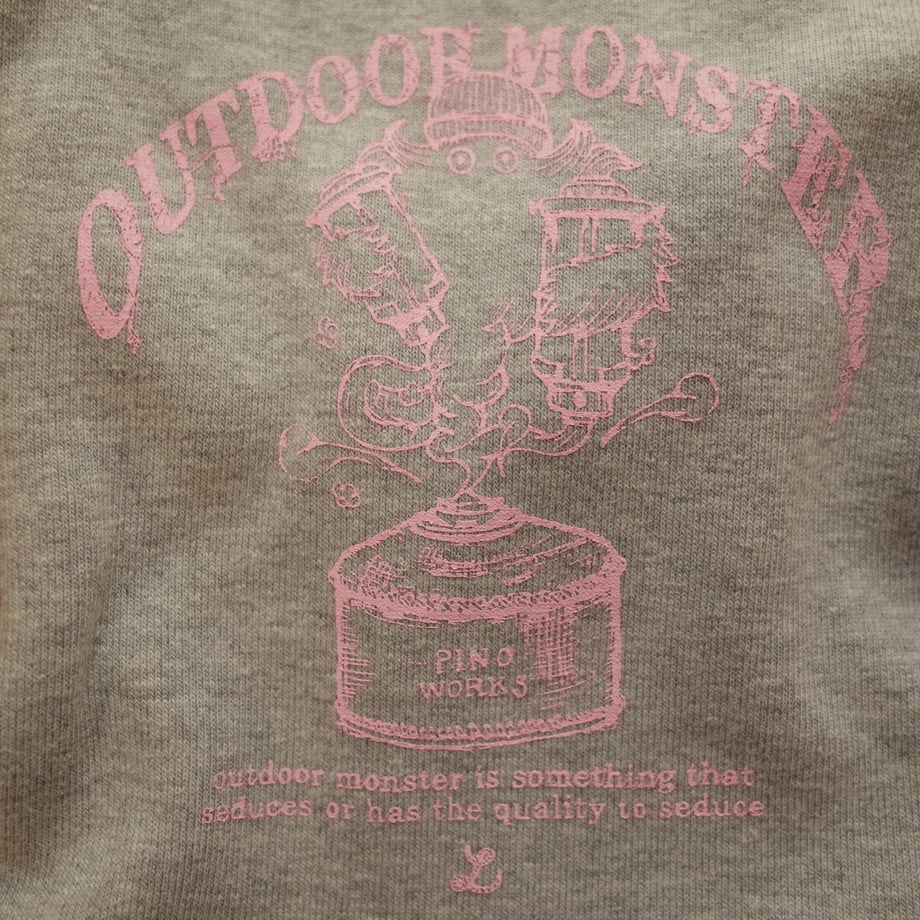 OUTDOOR MONSTER
PINO
WORKS
outdoor monster is something that
seduces or has the quality to seduce